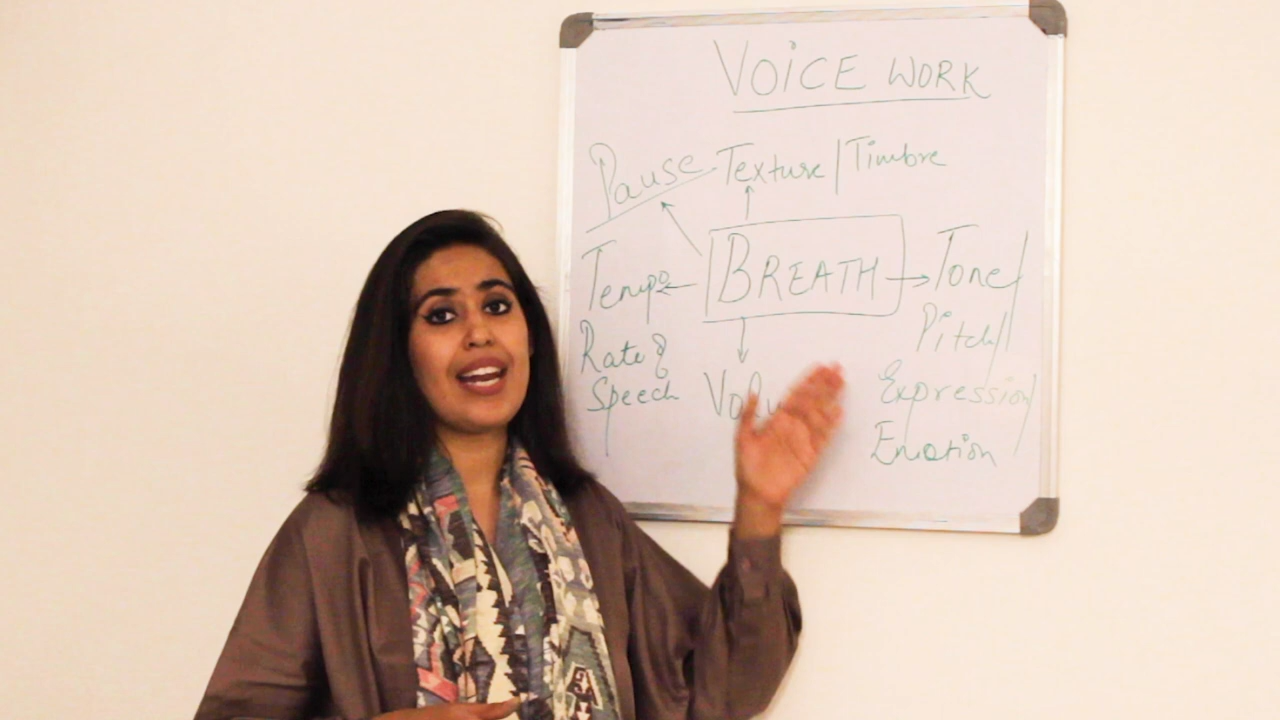 VOiCE WORK
Pause
Texture/Timbre
BREATH
Tempo
Tone/
Pitch/
Rate of
Speech
Expression/
Emotion